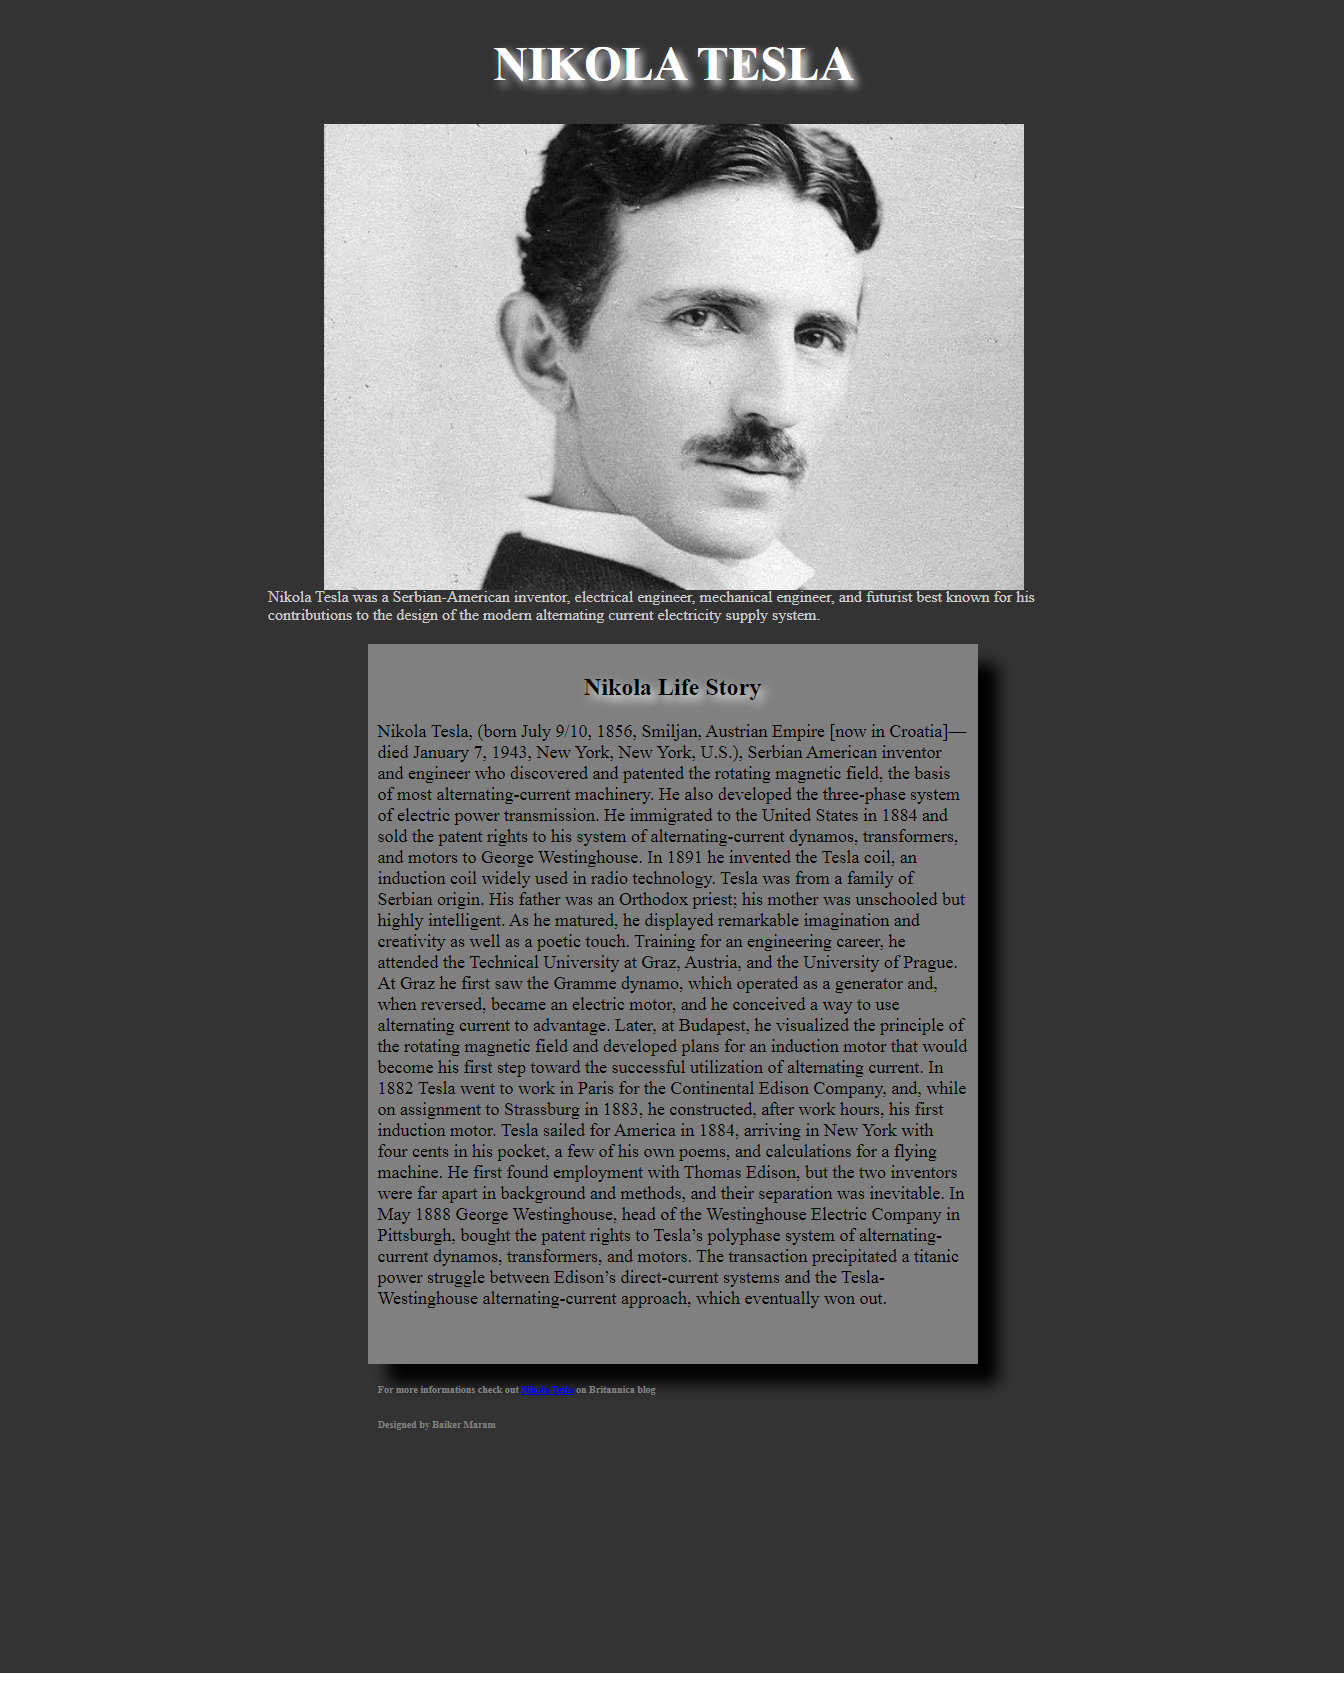 NIKOLA TESLA
Nikola Tesla was a Serbian-American inventor, electrical engineer, mechanical engineer, and futurist best known for his
contributions to the design of the modern alternating current electricity supply system.
Nikola Life Story
Nikola Tesla, (born July 9/10, 1856, Smiljan, Austrian Empire [now in Croatia]—
died January 7, 1943, New York, New York, U.S.), Serbian American inventor
and engineer who discovered and patented the rotating magnetic field, the basis
of most alternating-current machinery. He also developed the three-phase system
of electric power transmission. He immigrated to the United States in 1884 and
sold the patent rights to his system of alternating-current dynamos, transformers,
and motors to George Westinghouse. In 1891 he invented the Tesla coil, an
induction coil widely used in radio technology. Tesla was from a family of
Serbian origin. His father was an Orthodox priest; his mother was unschooled but
highly intelligent. As he matured, he displayed remarkable imagination and
creativity as well as a poetic touch. Training for an engineering career, he
attended the Technical University at Graz, Austria, and the University of Prague.
At Graz he first saw the Gramme dynamo, which operated as a generator and,
when reversed, became an electric motor, and he conceived a way to use
alternating current to advantage. Later, at Budapest, he visualized the principle of
the rotating magnetic field and developed plans for an induction motor that would
become his first step toward the successful utilization of alternating current. In
1882 Tesla went to work in Paris for the Continental Edison Company, and, while
on assignment to Strassburg in 1883, he constructed, after work hours, his first
induction motor. Tesla sailed for America in 1884, arriving in New York with
four cents in his pocket, a few of his own poems, and calculations for a flying
machine. He first found employment with Thomas Edison, but the two inventors
were far apart in background and methods, and their separation was inevitable. In
May 1888 George Westinghouse, head of the Westinghouse Electric Company in
Pittsburgh, bought the patent rights to Tesla’s polyphase system of alternating-
current dynamos, transformers, and motors. The transaction precipitated a titanic
power struggle between Edison’s direct-current systems and the Tesla-
Westinghouse alternating-current approach, which eventually won out.
For more informations check out Nikola Tesla on Britannica blog
Designed by Baiker Maram